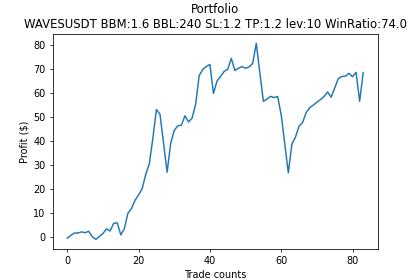 Portfolio
WAVESUSDT BBM:1.6 BBL:240 SL:1.2 TP:1.2 lev:10 WinRatio:74.0
80
70
60
50
40
30
20
10
0
Profit ($)
0 20 40 60 80
Trade counts